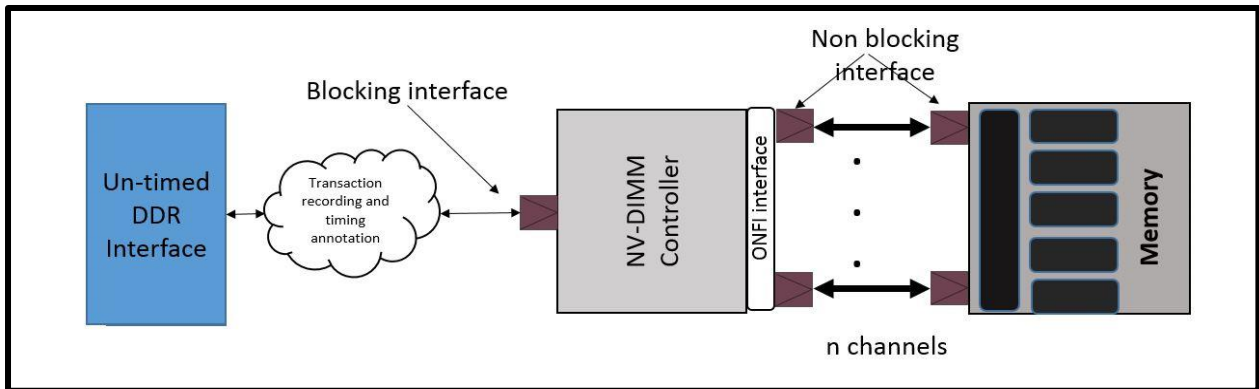 Un-timed
DDR
Interface
Transaction
recording and
timing
annotation
Blocking interface
NV-DIMM
Controller
ONFI interface
Non blocking
interface
n channels
Memory